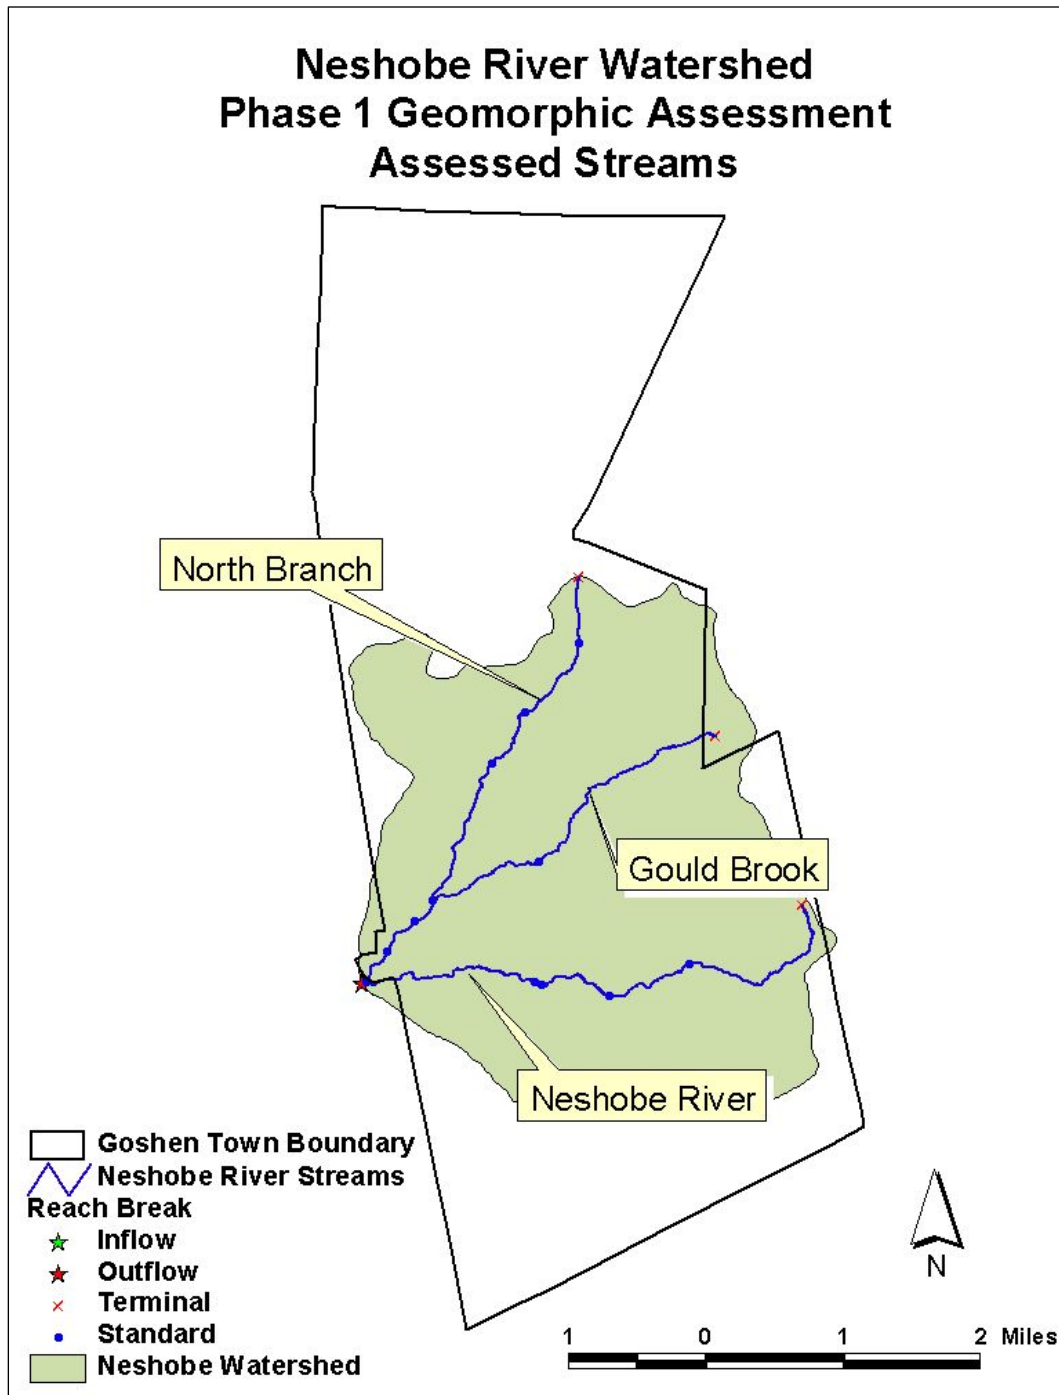 Neshobe River Watershed
Phase 1 Geomorphic Assessment
Assessed Streams
North Branch
Gould Brook
Neshobe River
Goshen Town Boundary
Neshobe River Streams
Reach Break
Inflow
Outflow
Terminal
Standard
Neshobe Watershed
N
1 0 1 2 Miles